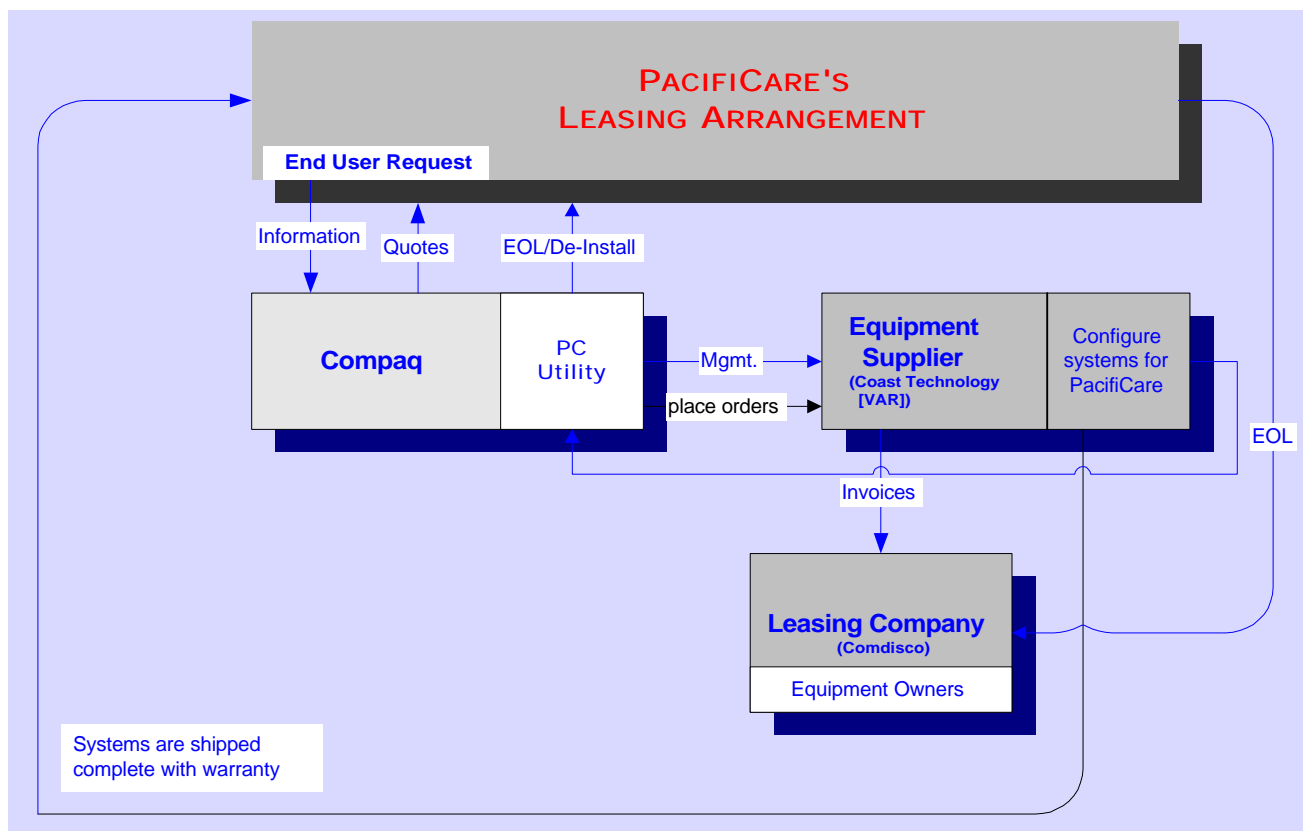 PACIFICARE'S
LEASING ARRANGEMENT
End User Request
Information
Quotes
EOL/De-Install
Compaq
PC
Utility
Mgmt.
place orders
Equipment
Supplier
(Coast Technology
[VAR])
Configure
systems for
PacifiCare
EOL
Invoices
Leasing Company
(Comdisco)
Equipment Owners
Systems are shipped
complete with warranty